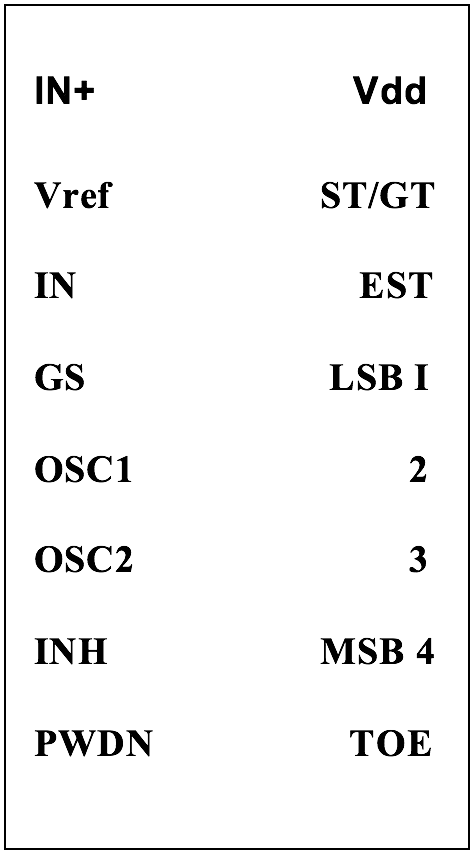 IN+ Vdd
Vref ST/GT
IN EST
GS LSB I
OSC1 2
OSC2 3
INH MSB 4
PWDN TOE